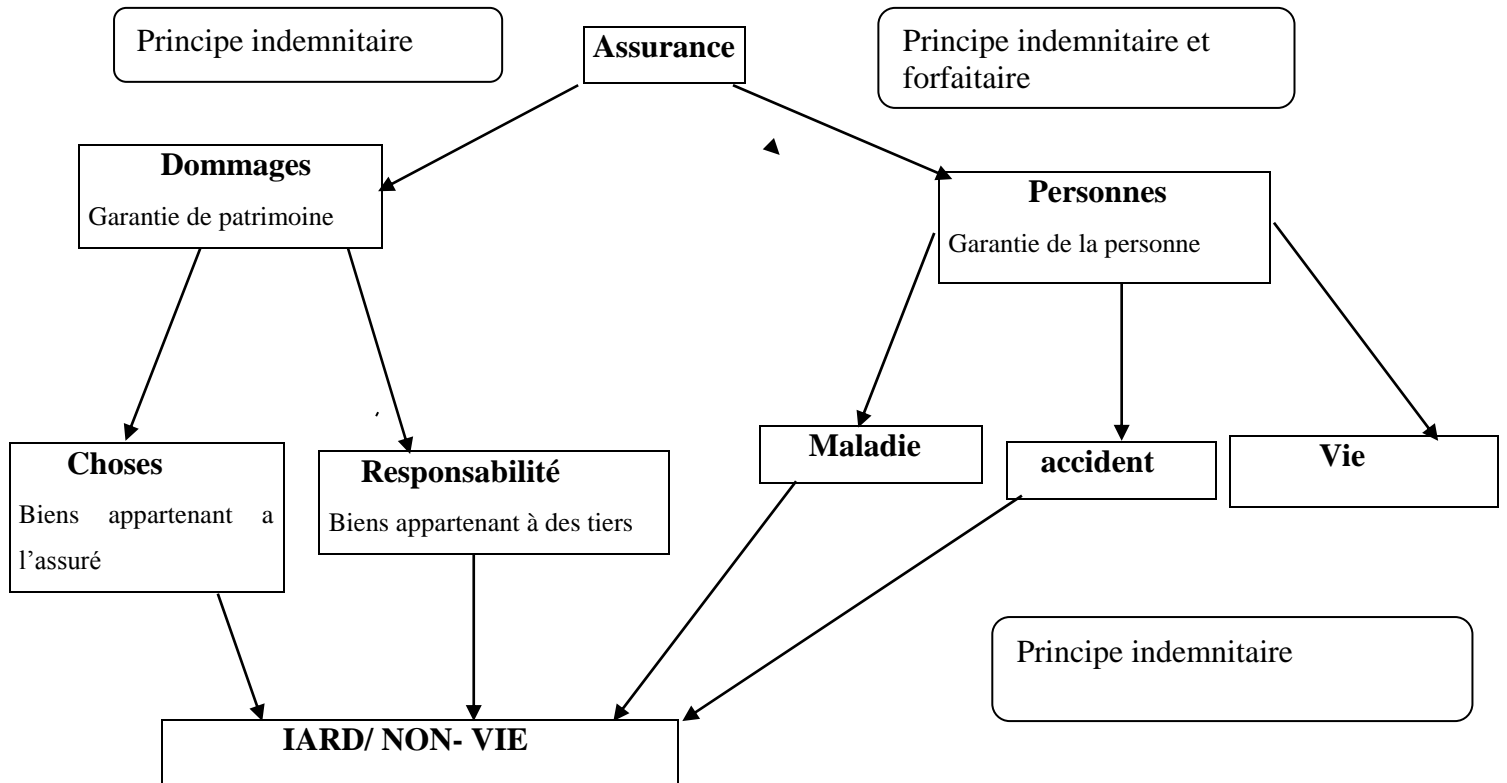 Principe indemnitaire
Assurance
Principe indemnitaire et
forfaitaire
Dommages
Garantie de patrimoine
Personnes
Garantie de la personne
Choses
Biens appartenant a
l’assuré
Responsabilité
Biens appartenant à des tiers
Maladie
accident
Vie
Principe indemnitaire
IARD/ NON- VIE